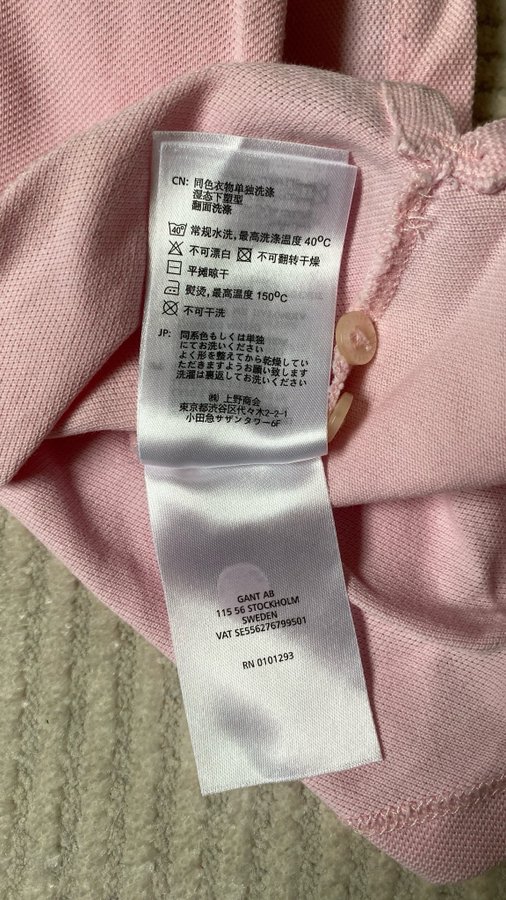 CN: 同色衣物单独洗涤
湿态下塑型
翻面洗涤
40° 常规水洗,最高洗涤温度 40°C
不可漂白 不可翻转干燥
平摊晾干
熨烫,最高温度 150°C
不可干洗
JP: 同系色もしくは単独
にてお洗いください
よく形を整えてから乾燥してい
ただきますようお願い致します
洗濯は裏返してお洗いください
㈱ 上野商会
東京都渋谷区代々木2-2-1
小田急サザンタワー6F
GANT AB
115 56 STOCKHOLM
SWEDEN
VAT SE556276799501
RN 0101293